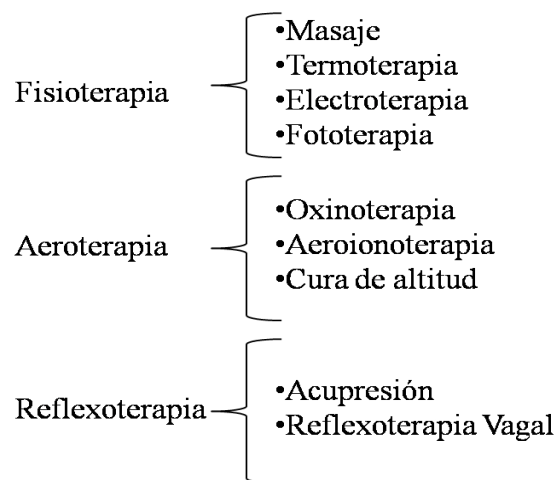 Fisioterapia
•Masaje
•Termoterapia
•Electroterapia
•Fototerapia
Aeroterapia
•Oxinoterapia
•Aeroionoterapia
•Cura de altitud
Reflexoterapia
•Acupresión
•Reflexoterapia Vagal